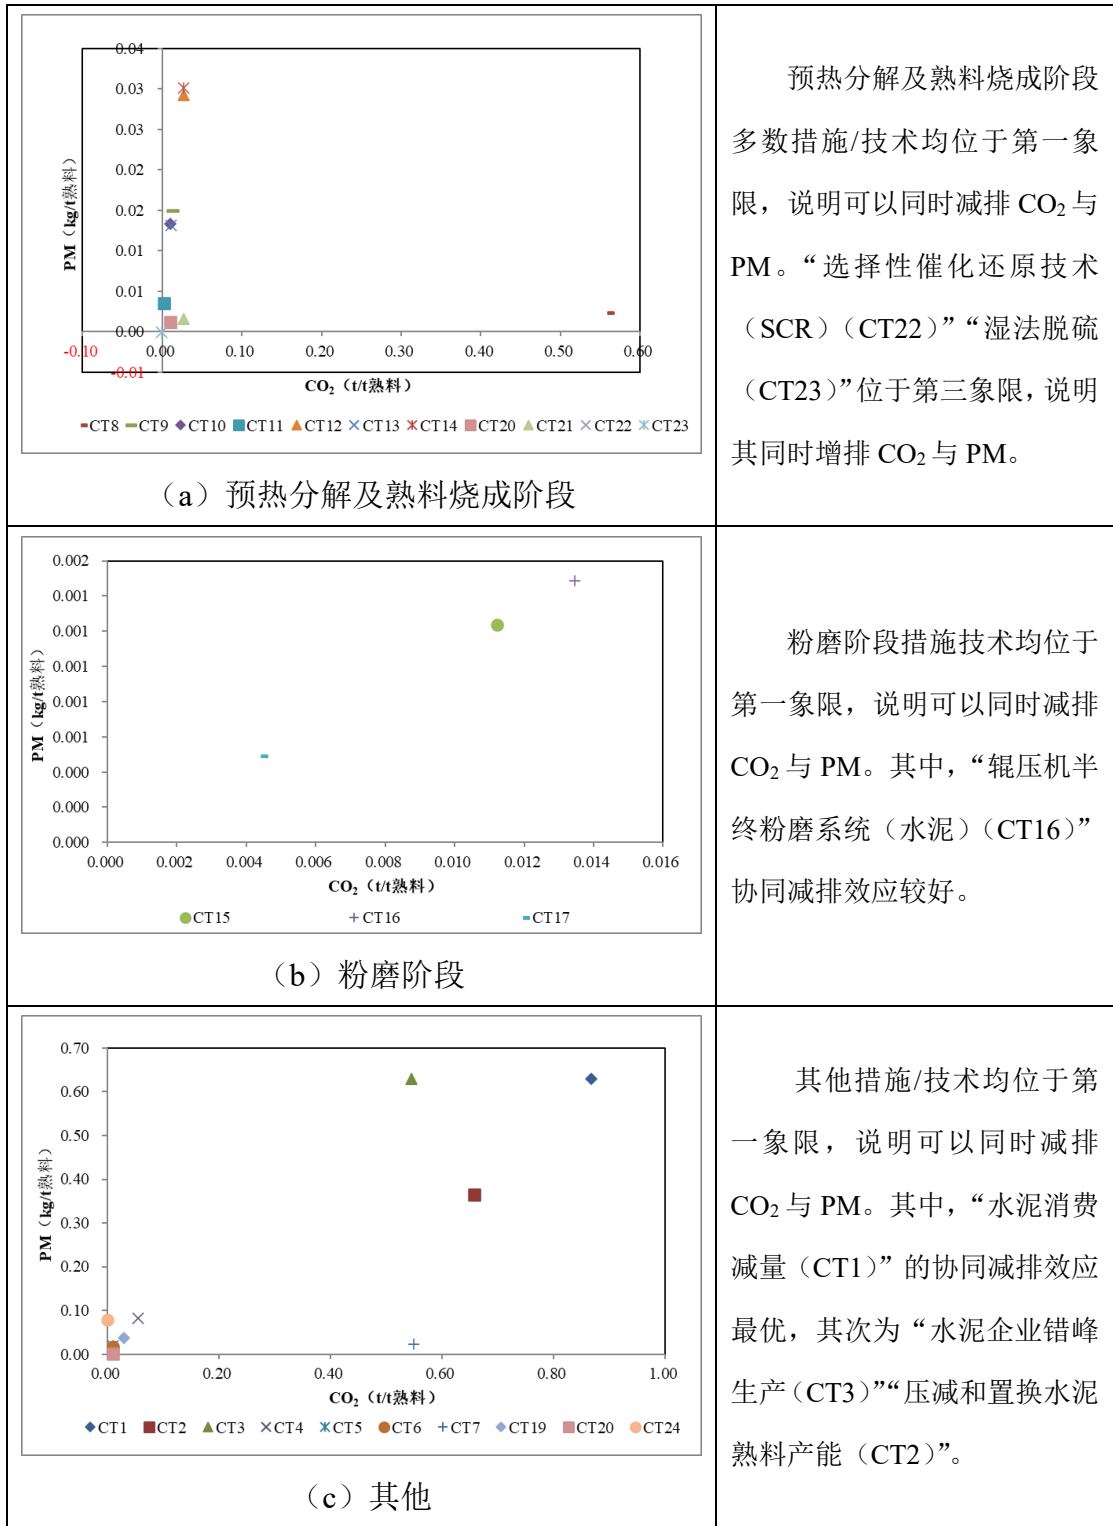 0.04
0.03
0.03
0.02
0.02
0.01
0.01
0.00
-0.01
PM（kg/t熟料）
-0.10 0.00 0.10 0.20 0.30 0.40 0.50 0.60
CO₂（t/t熟料）
CT8 CT9 CT10 CT11 CT12 CT13 CT14 CT20 CT21 CT22 CT23
（a）预热分解及熟料烧成阶段
预热分解及熟料烧成阶段
多数措施/技术均位于第一象
限，说明可以同时减排 CO₂ 与
PM。“选择性催化还原技术
（SCR）（CT22）”“湿法脱硫
（CT23）”位于第三象限，说明
其同时增排 CO₂ 与 PM。
0.002
0.001
0.001
0.001
0.001
0.001
0.000
0.000
0.000
PM（kg/t熟料）
0.000 0.002 0.004 0.006 0.008 0.010 0.012 0.014 0.016
CO₂（t/t熟料）
CT15 CT16 CT17
（b）粉磨阶段
粉磨阶段措施技术均位于
第一象限，说明可以同时减排
CO₂ 与 PM。其中，“辊压机半
终粉磨系统（水泥）（CT16）”
协同减排效应较好。
0.70
0.60
0.50
0.40
0.30
0.20
0.10
0.00
PM（kg/t熟料）
0.00 0.20 0.40 0.60 0.80 1.00
CO₂（t/t熟料）
CT1 CT2 CT3 CT4 CT5 CT6 CT7 CT19 CT20 CT24
（c）其他
其他措施/技术均位于第
一象限，说明可以同时减排
CO₂ 与 PM。其中，“水泥消费
减量（CT1）”的协同减排效应
最优，其次为“水泥企业错峰
生产（CT3）”“压减和置换水泥
熟料产能（CT2）”。